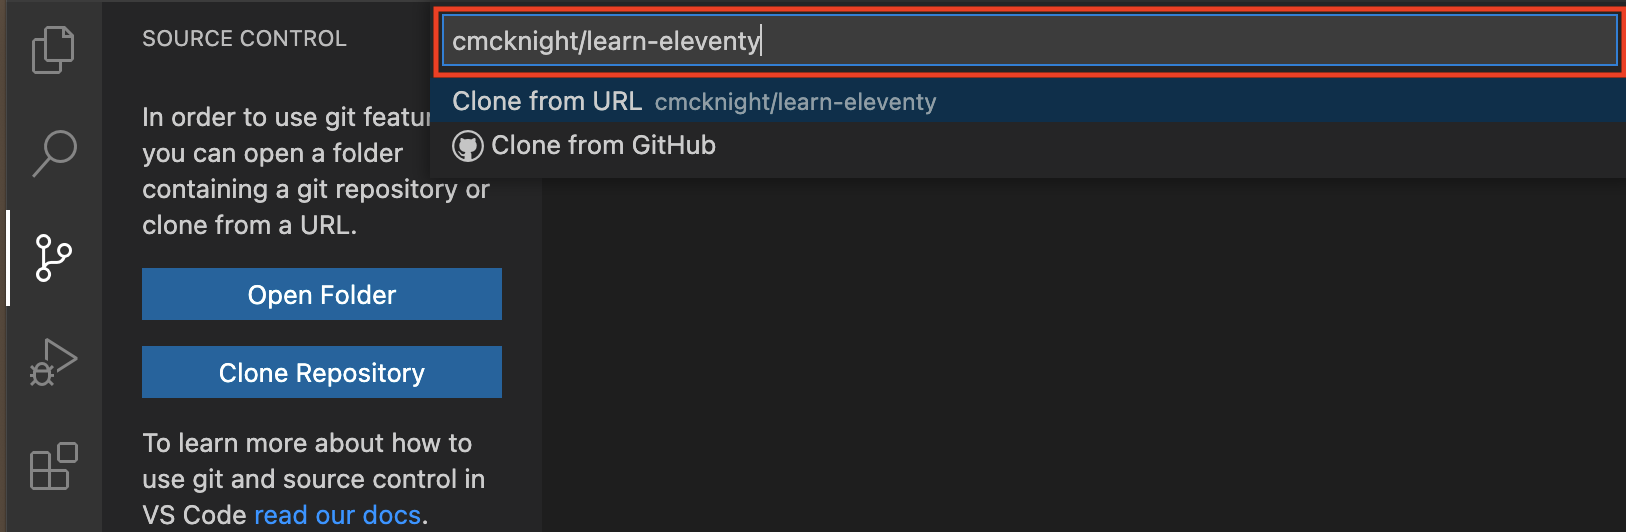 SOURCE CONTROL
In order to use git featur
you can open a folder
containing a git repository or
clone from a URL.
Open Folder
Clone Repository
To learn more about how to
use git and source control in
VS Code read our docs.
cmcknight/learn-eleventy
Clone from URL cmcknight/learn-eleventy
Clone from GitHub